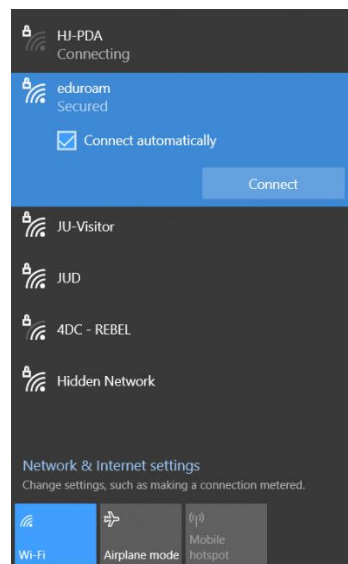 HJ-PDA
Connecting
eduroam
Secured
Connect automatically
Connect
JU-Visitor
JUD
4DC - REBEL
Hidden Network
Network & Internet settings
Change settings, such as making a connection metered.
Wi-Fi
Airplane mode
Mobile
hotspot